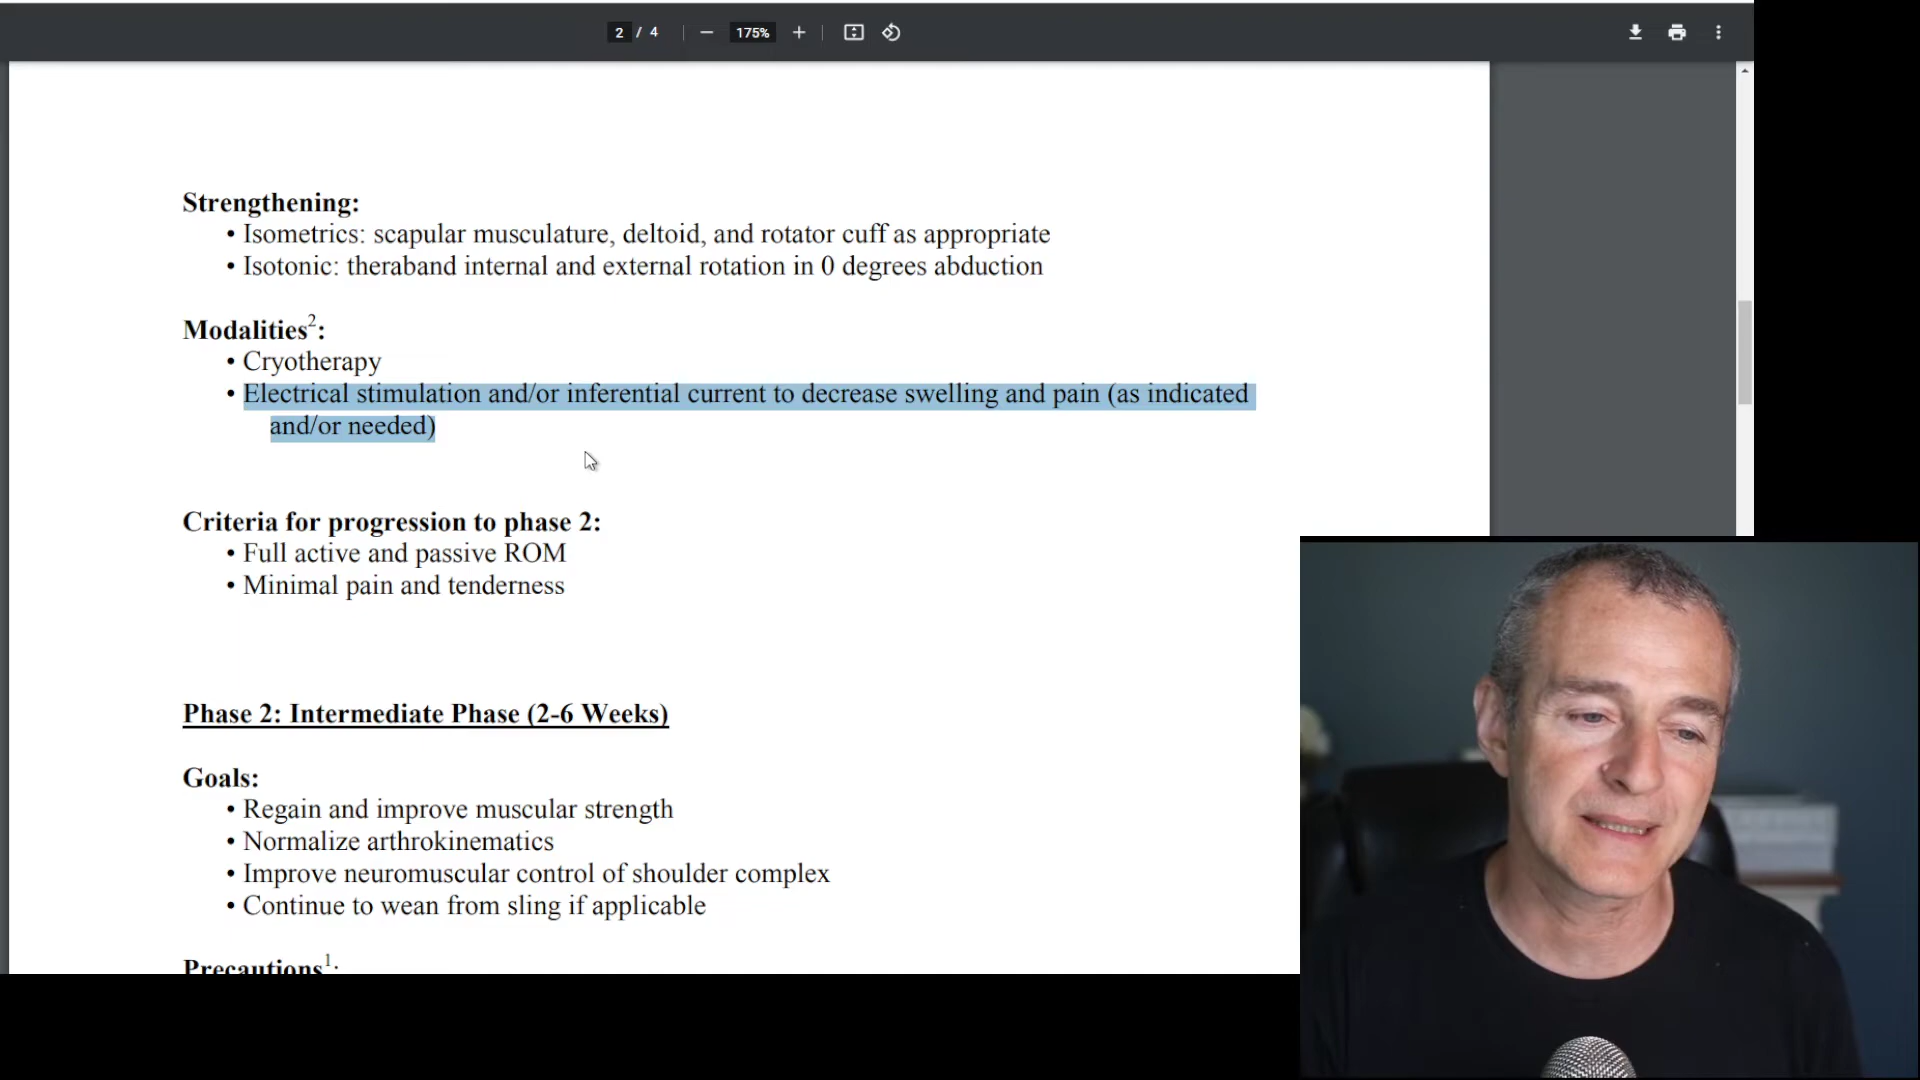 2 / 4
175%
Strengthening:
• Isometrics: scapular musculature, deltoid, and rotator cuff as appropriate
• Isotonic: theraband internal and external rotation in 0 degrees abduction
Modalities²:
• Cryotherapy
• Electrical stimulation and/or inferential current to decrease swelling and pain (as indicated
and/or needed)
Criteria for progression to phase 2:
• Full active and passive ROM
• Minimal pain and tenderness
Phase 2: Intermediate Phase (2-6 Weeks)
Goals:
• Regain and improve muscular strength
• Normalize arthrokinematics
• Improve neuromuscular control of shoulder complex
• Continue to wean from sling if applicable
Precautions¹: